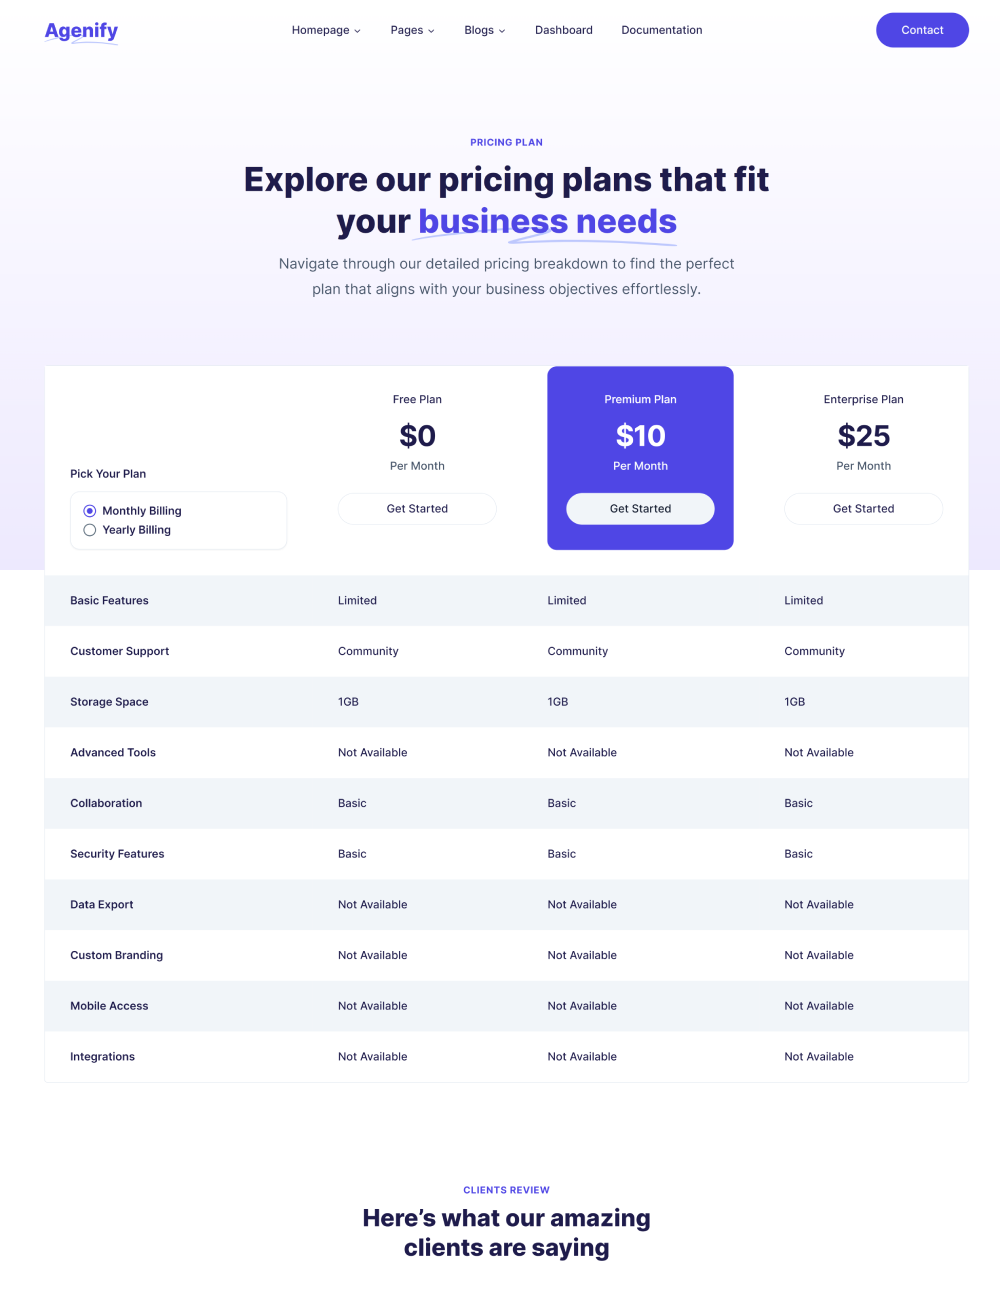 Agenify
Homepage Pages Blogs Dashboard Documentation
Contact
PRICING PLAN
Explore our pricing plans that fit
your business needs
Navigate through our detailed pricing breakdown to find the perfect
plan that aligns with your business objectives effortlessly.
Pick Your Plan
Monthly Billing
Yearly Billing
Free Plan
$0
Per Month
Get Started
Premium Plan
$10
Per Month
Get Started
Enterprise Plan
$25
Per Month
Get Started
Basic Features Limited Limited Limited
Customer Support Community Community Community
Storage Space 1GB 1GB 1GB
Advanced Tools Not Available Not Available Not Available
Collaboration Basic Basic Basic
Security Features Basic Basic Basic
Data Export Not Available Not Available Not Available
Custom Branding Not Available Not Available Not Available
Mobile Access Not Available Not Available Not Available
Integrations Not Available Not Available Not Available
CLIENTS REVIEW
Here’s what our amazing
clients are saying